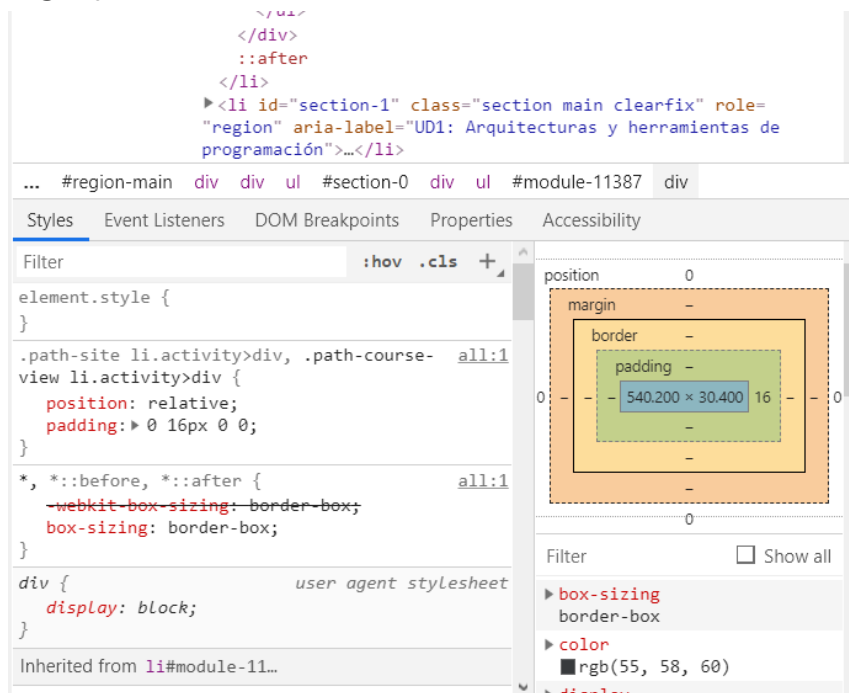 </ul>
</div>
::after
</li>
<li id="section-1" class="section main clearfix" role=
"region" aria-label="UD1: Arquitecturas y herramientas de
programación">…</li>
... #region-main div div ul #section-0 div ul #module-11387 div
Styles Event Listeners DOM Breakpoints Properties Accessibility
Filter :hov .cls +
element.style {
}
.path-site li.activity>div, .path-course- all:1
view li.activity>div {
position: relative;
padding: 0 16px 0 0;
}
*, *::before, *::after { all:1
-webkit-box-sizing: border-box;
box-sizing: border-box;
}
div { user agent stylesheet
display: block;
}
Inherited from li#module-11…
position 0
margin –
border –
padding –
0 – – – 540.200 × 30.400 16 – – 0
–
–
–
0
Filter Show all
box-sizing
border-box
color
rgb(55, 58, 60)
display